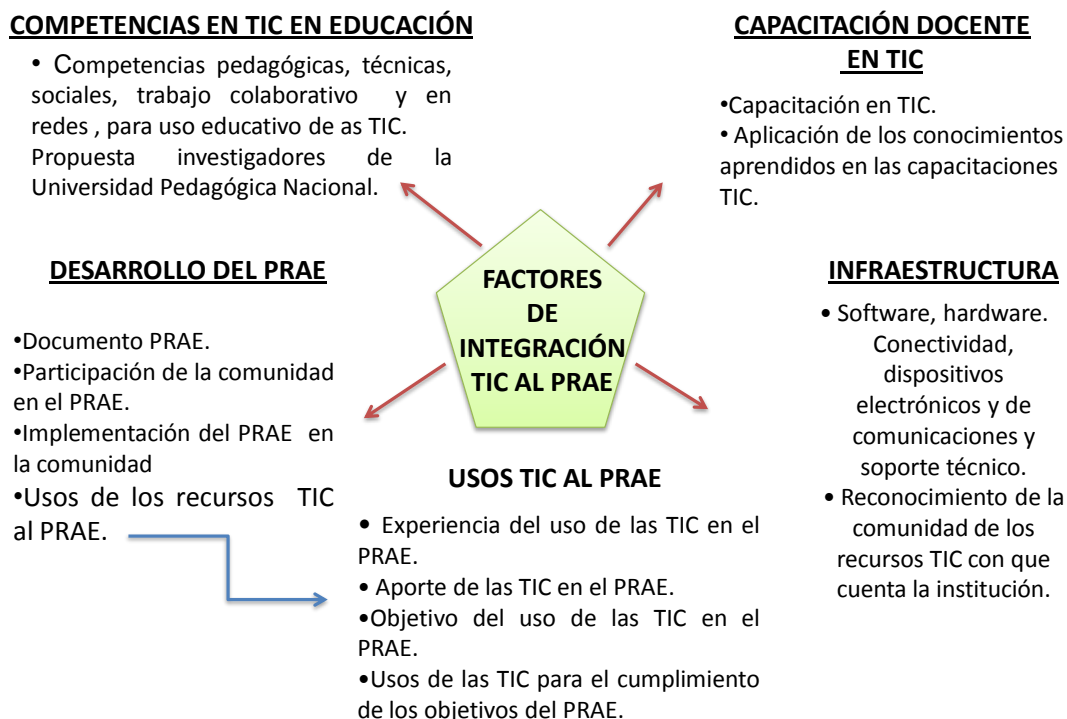 COMPETENCIAS EN TIC EN EDUCACIÓN
• Competencias pedagógicas, técnicas,
sociales, trabajo colaborativo y en
redes , para uso educativo de as TIC.
Propuesta investigadores de la
Universidad Pedagógica Nacional.
CAPACITACIÓN DOCENTE
EN TIC
•Capacitación en TIC.
• Aplicación de los conocimientos
aprendidos en las capacitaciones
TIC.
FACTORES
DE
INTEGRACIÓN
TIC AL PRAE
DESARROLLO DEL PRAE
•Documento PRAE.
•Participación de la comunidad
en el PRAE.
•Implementación del PRAE en
la comunidad
•Usos de los recursos TIC
al PRAE.
INFRAESTRUCTURA
• Software, hardware.
Conectividad,
dispositivos
electrónicos y de
comunicaciones y
soporte técnico.
• Reconocimiento de la
comunidad de los
recursos TIC con que
cuenta la institución.
USOS TIC AL PRAE
• Experiencia del uso de las TIC en el
PRAE.
• Aporte de las TIC en el PRAE.
•Objetivo del uso de las TIC en el
PRAE.
•Usos de las TIC para el cumplimiento
de los objetivos del PRAE.